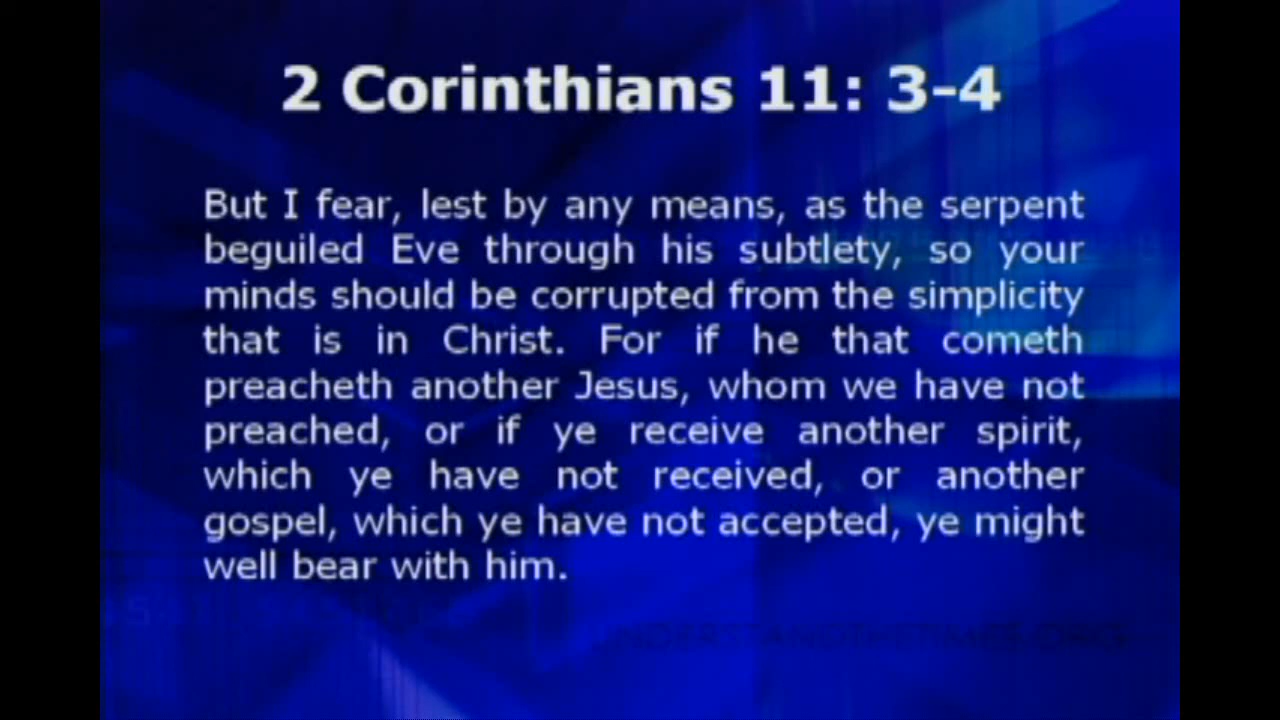 2 Corinthians 11: 3-4
But I fear, lest by any means, as the serpent
beguiled Eve through his subtlety, so your
minds should be corrupted from the simplicity
that is in Christ. For if he that cometh
preacheth another Jesus, whom we have not
preached, or if ye receive another spirit,
which ye have not received, or another
gospel, which ye have not accepted, ye might
well bear with him.
UNDERSTANDTHETIMES.ORG